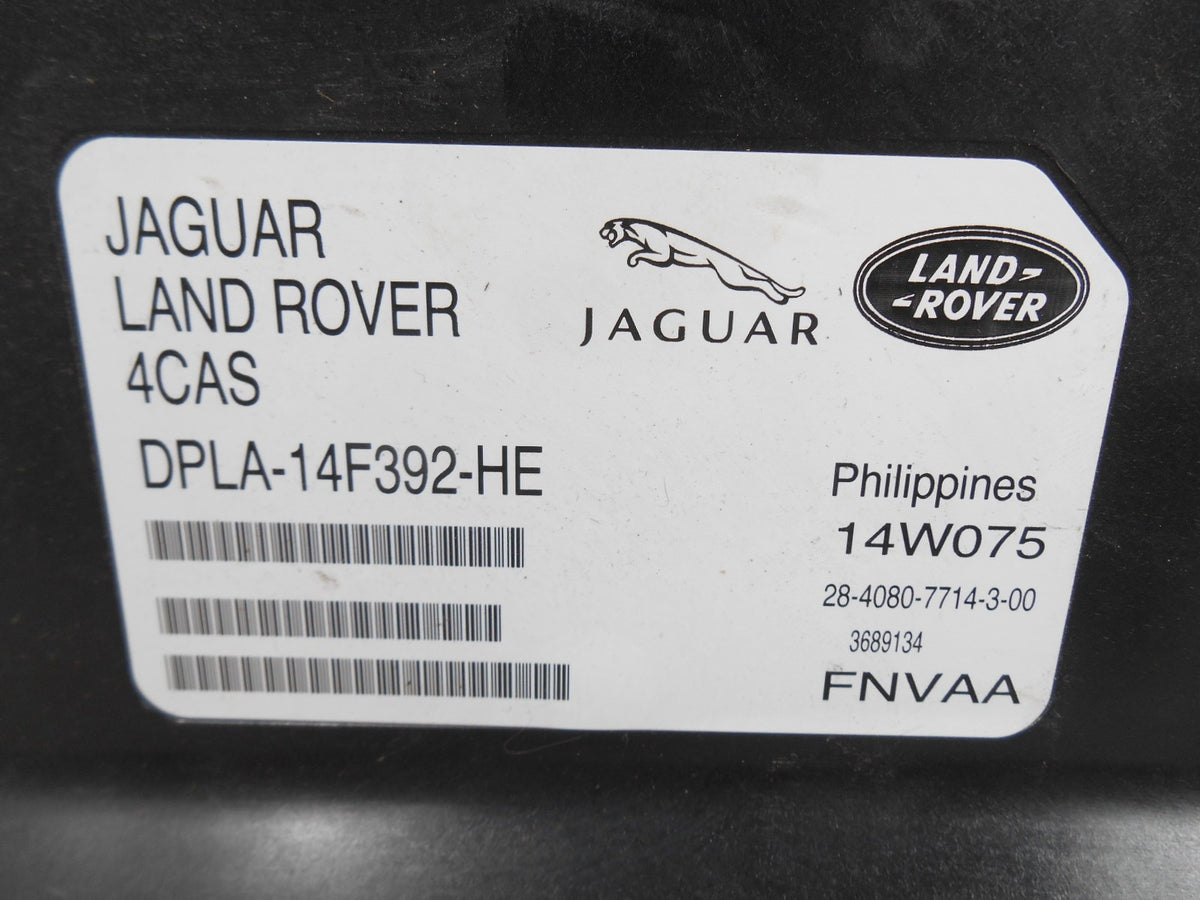 JAGUAR
LAND ROVER
4CAS
DPLA-14F392-HE
JAGUAR
LAND-
-ROVER
Philippines
14W075
28-4080-7714-3-00
3689134
FNVAA